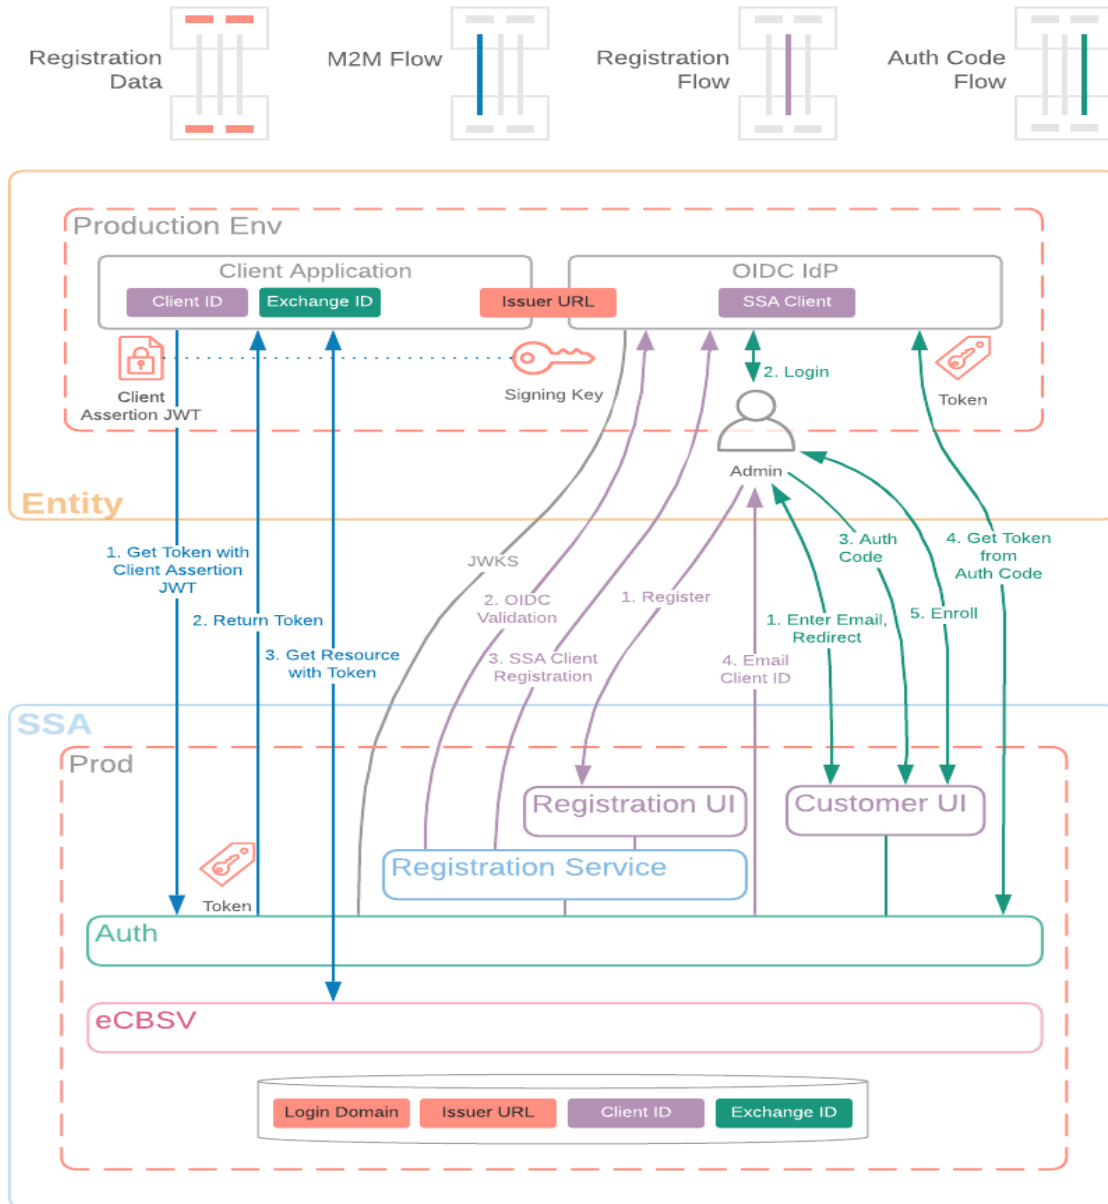 Registration
Data
M2M Flow
Registration
Flow
Auth Code
Flow
Production Env
Client Application
OIDC IdP
Client ID
Exchange ID
Issuer URL
SSA Client
Client
Assertion JWT
Signing Key
2. Login
Token
Admin
Entity
1. Get Token with
Client Assertion
JWT
2. Return Token
3. Get Resource
with Token
JWKS
2. OIDC
Validation
3. SSA Client
Registration
1. Register
4. Email
Client ID
1. Enter Email,
Redirect
3. Auth
Code
5. Enroll
4. Get Token
from
Auth Code
SSA
Prod
Registration UI
Customer UI
Registration Service
Token
Auth
eCBSV
Login Domain
Issuer URL
Client ID
Exchange ID